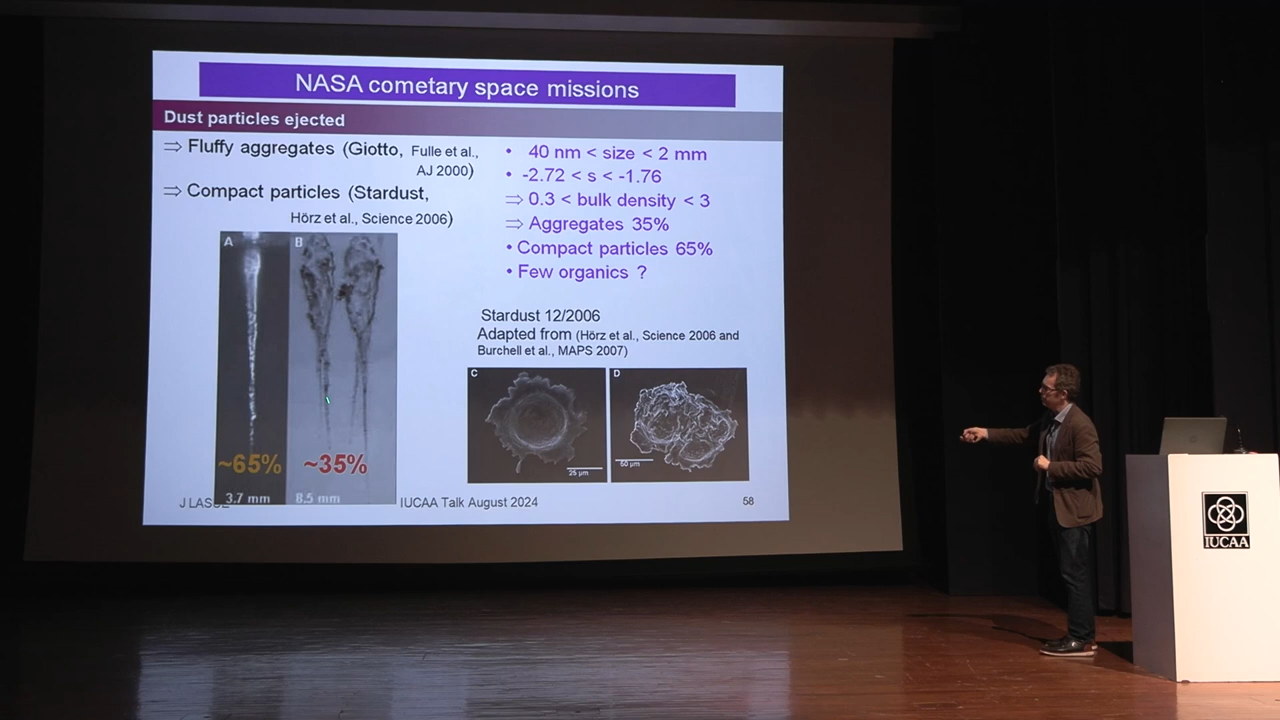 NASA cometary space missions
Dust particles ejected
⇒ Fluffy aggregates (Giotto, Fulle et al.,
AJ 2000)
⇒ Compact particles (Stardust,
Hörz et al., Science 2006)
A
B
~65%
~35%
3.7 mm
8.5 mm
• 40 nm < size < 2 mm
• -2.72 < s < -1.76
⇒ 0.3 < bulk density < 3
⇒ Aggregates 35%
• Compact particles 65%
• Few organics ?
Stardust 12/2006
Adapted from (Hörz et al., Science 2006 and
Burchell et al., MAPS 2007)
C
25 µm
D
50 µm
J
IUCAA Talk August 2024
58
IUCAA